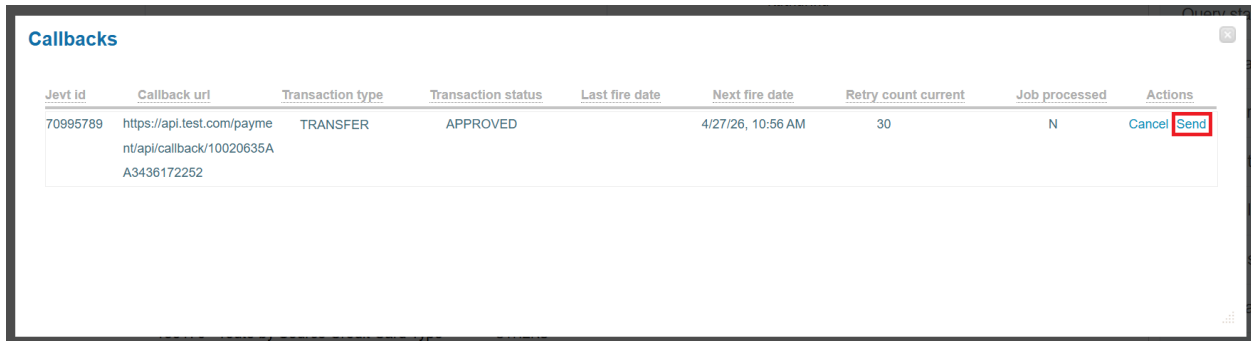 Callbacks
Jevt id Callback url Transaction type Transaction status Last fire date Next fire date Retry count current Job processed Actions
70995789 https://api.test.com/payme TRANSFER APPROVED 4/27/26, 10:56 AM 30 N Cancel Send
nt/api/callback/10020635A
A3436172252